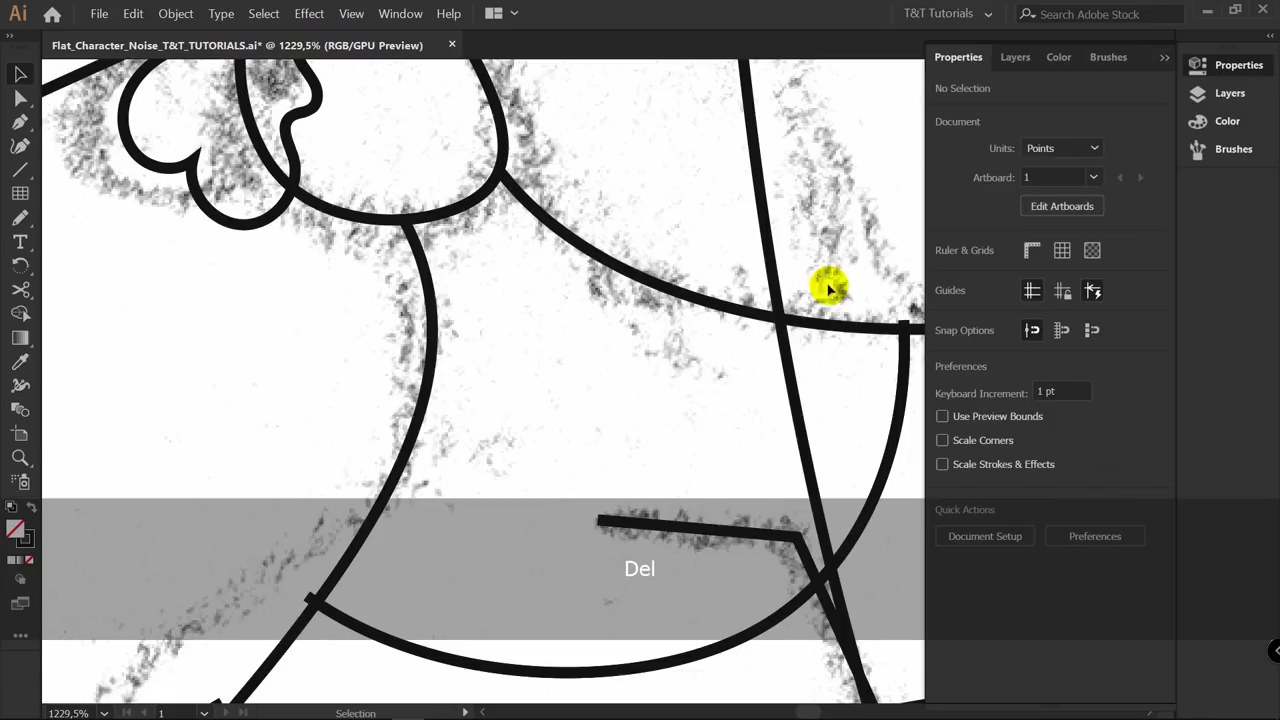 Ai File Edit Object Type Select Effect View Window Help T&T Tutorials Search Adobe Stock
Flat_Character_Noise_T&T_TUTORIALS.ai* @ 1229,5% (RGB/GPU Preview)
Properties Layers Color Brushes
No Selection
Document
Units: Points
Artboard: 1
Edit Artboards
Ruler & Grids
Guides
Snap Options
Preferences
Keyboard Increment: 1 pt
Use Preview Bounds
Scale Corners
Scale Strokes & Effects
Quick Actions
Document Setup Preferences
Properties
Layers
Color
Brushes
Del
1229,5% 1 Selection